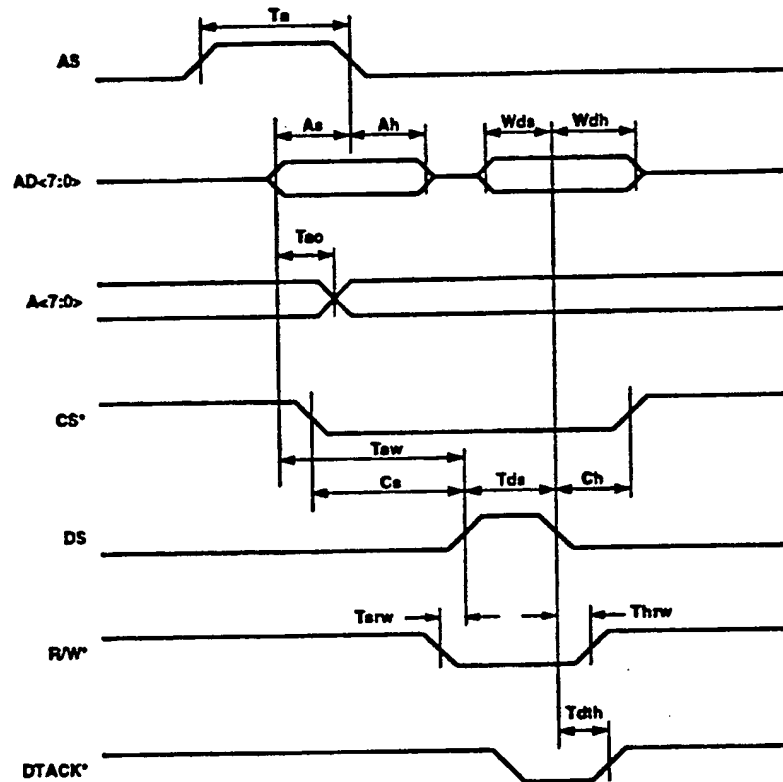 Ta
AS
As Ah Wds Wdh
AD<7:0>
Tao
A<7:0>
CS*
Taw
Cs Tds Ch
DS
Tsrw Thrw
R/W*
Tdth
DTACK*